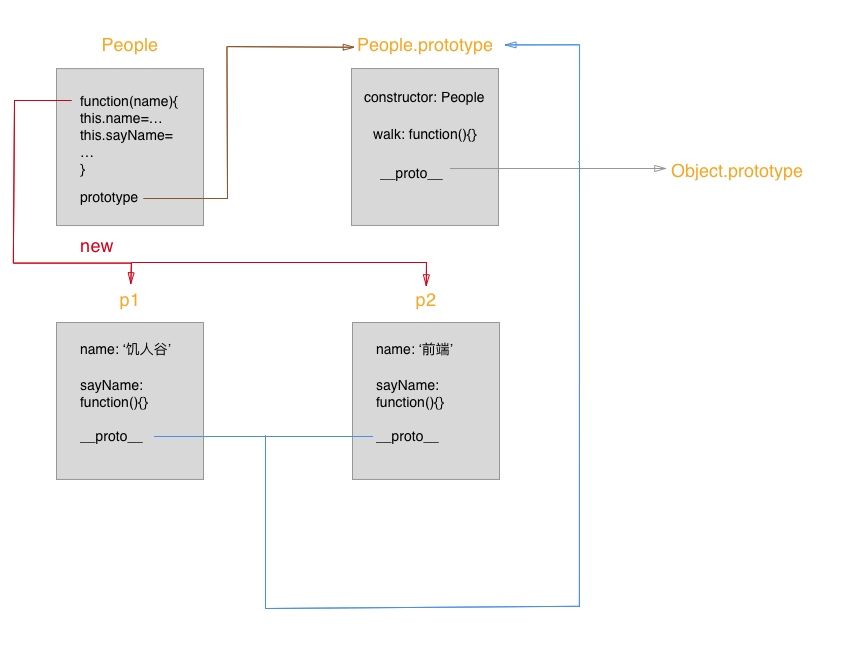 People
People.prototype
function(name){
this.name=…
this.sayName=
…
}
prototype
constructor: People
walk: function(){}
__proto__
Object.prototype
new
p1
p2
name: ‘饥人谷’
sayName:
function(){}
__proto__
name: ‘前端’
sayName:
function(){}
__proto__